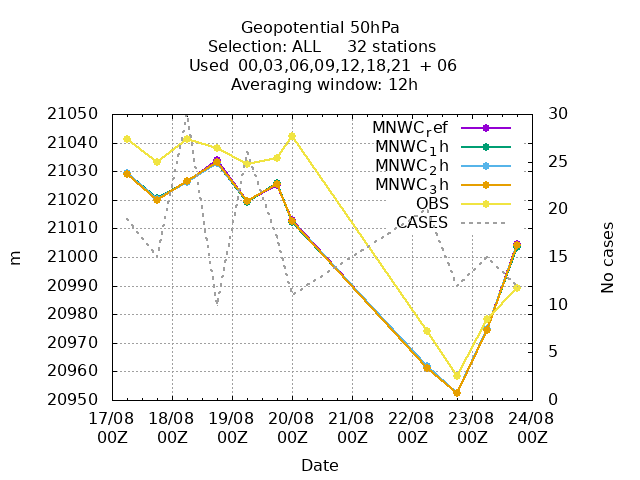 Geopotential 50hPa
Selection: ALL     32 stations
Used  00,03,06,09,12,18,21  + 06
Averaging window: 12h
21050
21040
21030
21020
21010
21000
20990
20980
20970
20960
20950
m
30
25
20
15
10
5
0
No cases
MNWC_ref
MNWC_1h
MNWC_2h
MNWC_3h
OBS
CASES
17/08 18/08 19/08 20/08 21/08 22/08 23/08 24/08
00Z 00Z 00Z 00Z 00Z 00Z 00Z 00Z
Date